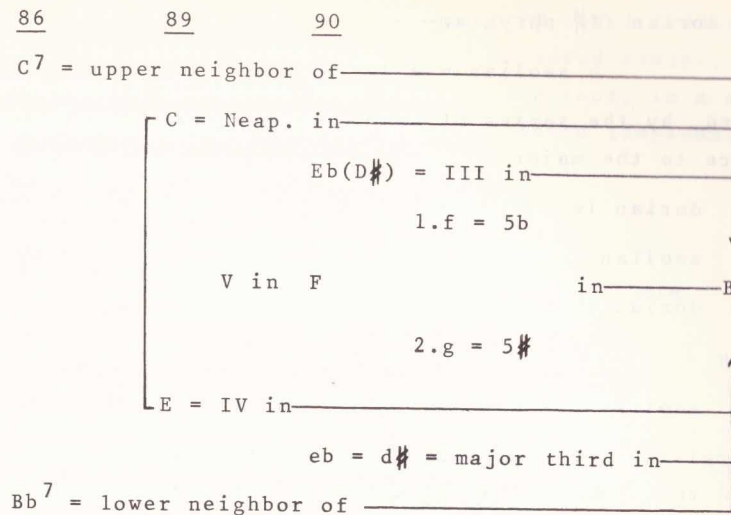 86 89 90
C7 = upper neighbor of
C = Neap. in
Eb(D#) = III in
1.f = 5b
V in F in B
2.g = 5#
E = IV in
eb = d# = major third in
Bb7 = lower neighbor of